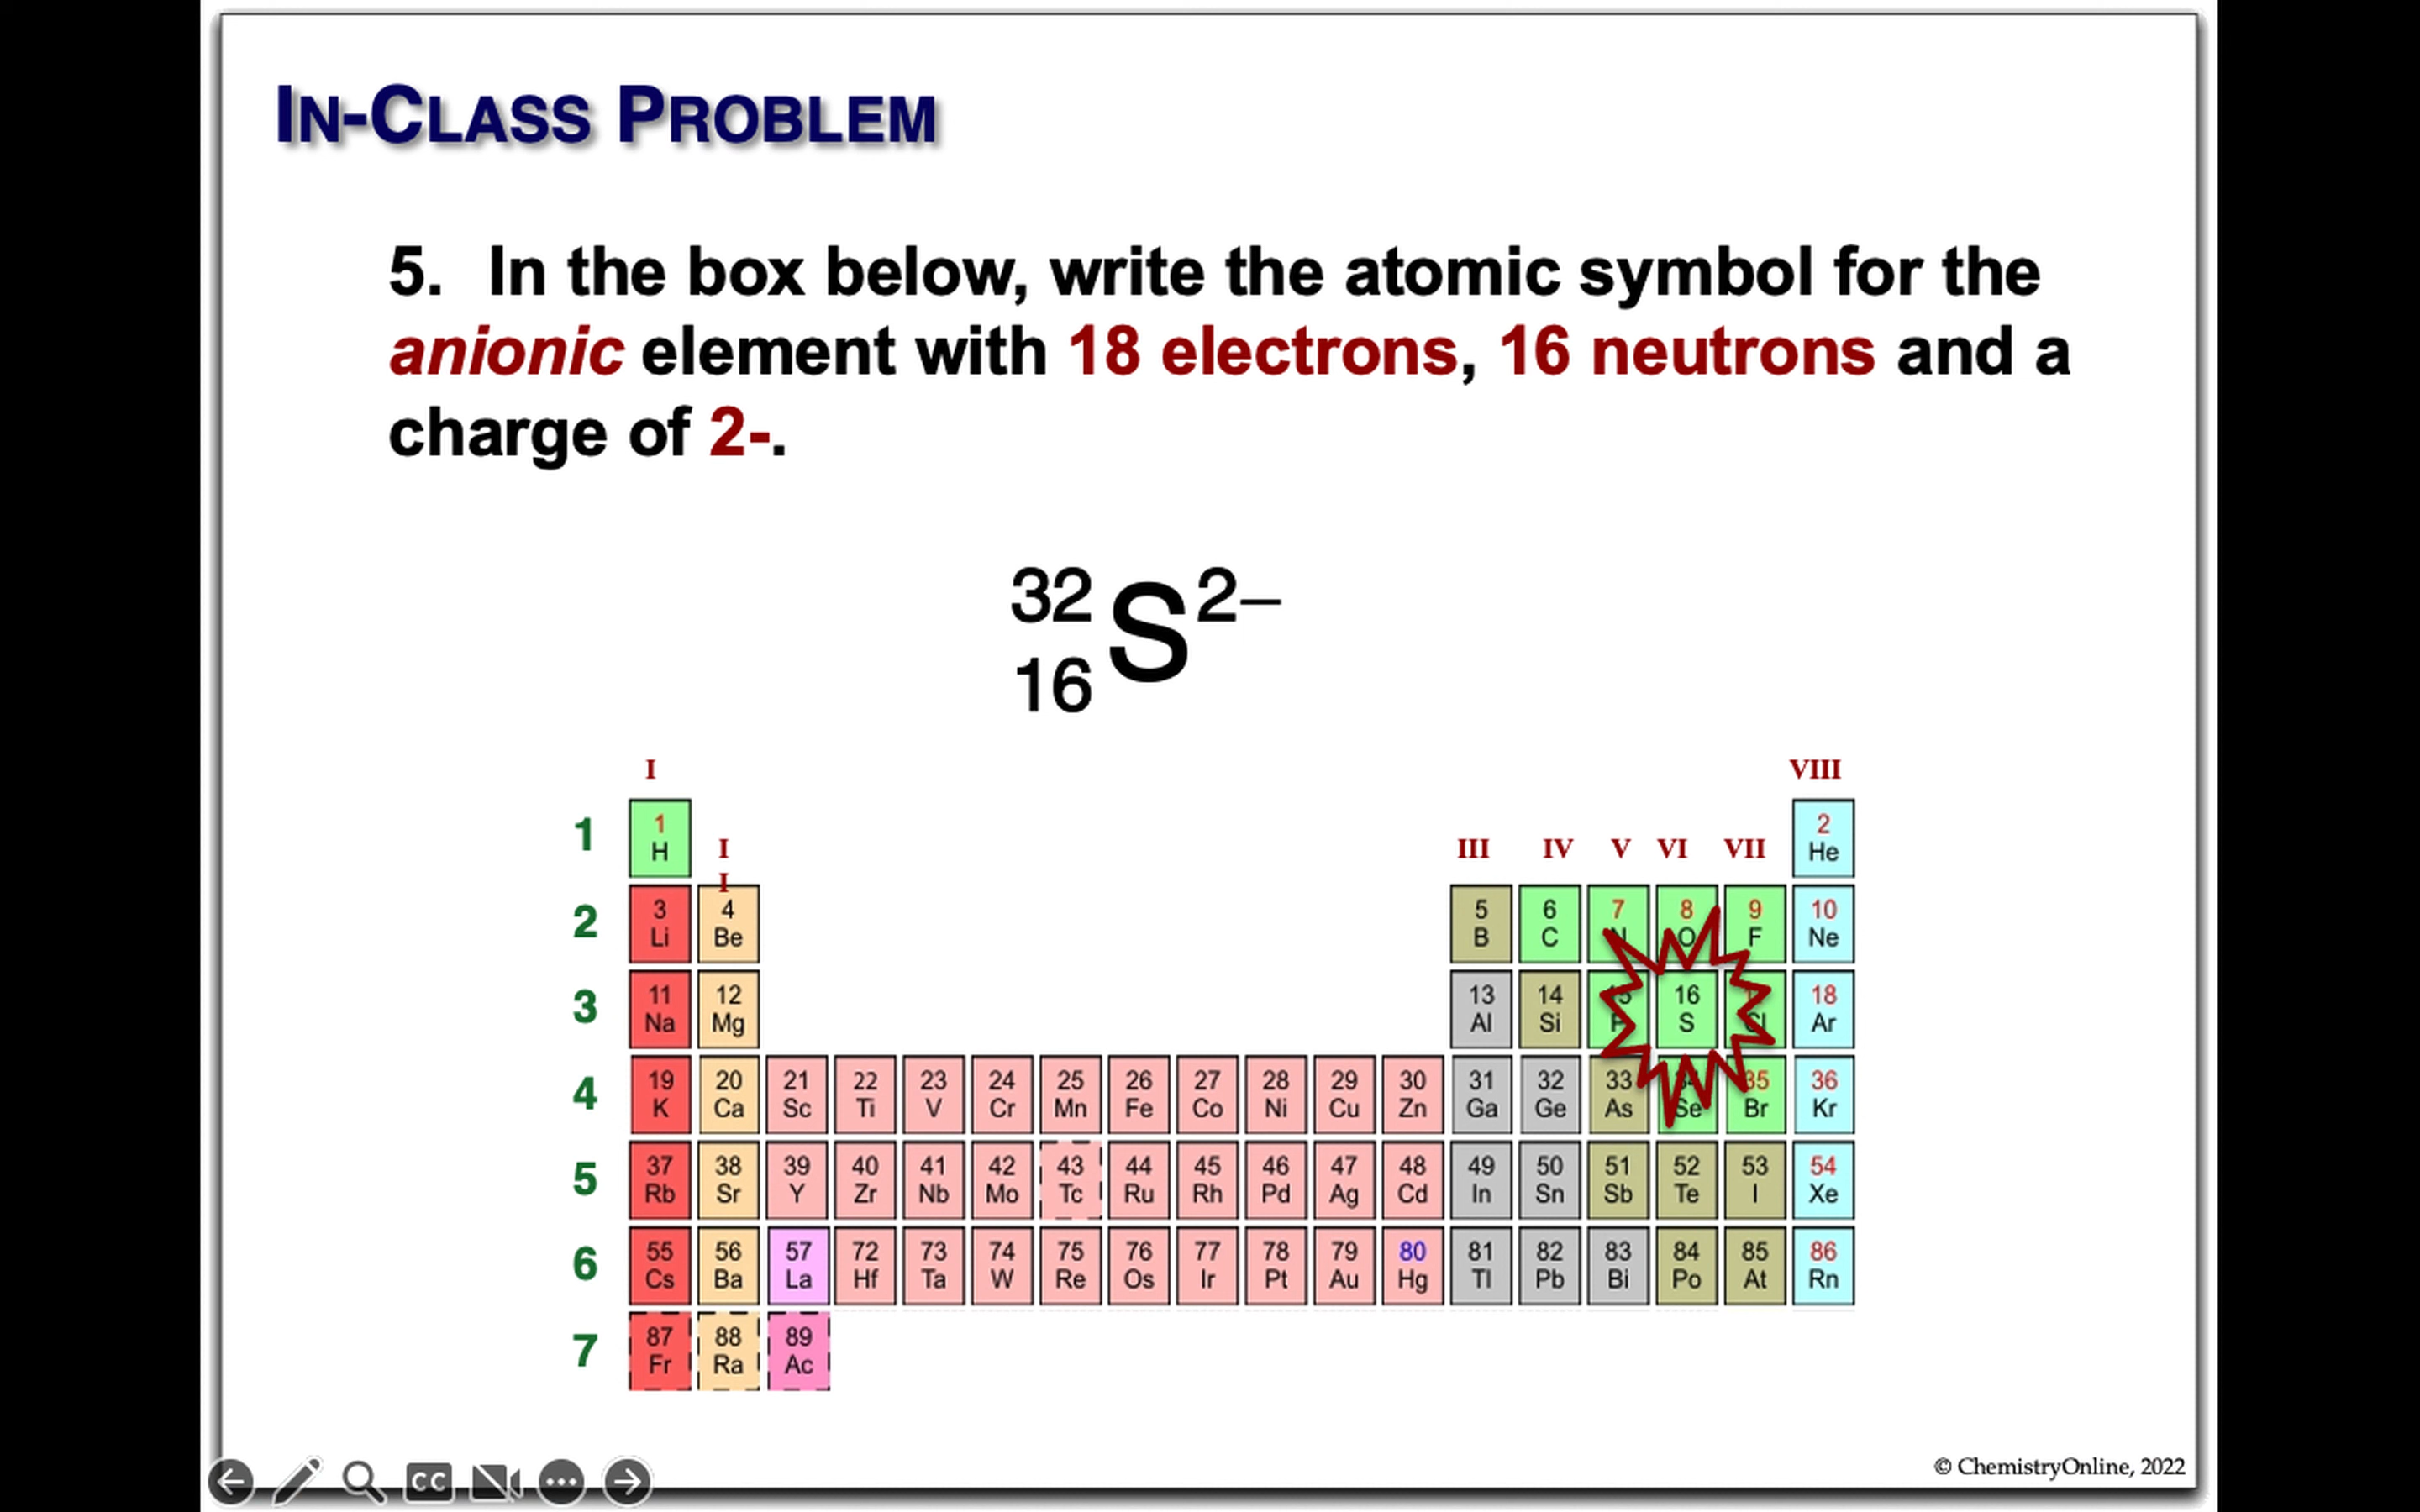 IN-CLASS PROBLEM
5. In the box below, write the atomic symbol for the
anionic element with 18 electrons, 16 neutrons and a
charge of 2-.
32 S 2–
16
I VIII
1 1 2
H He
I III IV V VI VII
I
2 3 4 5 6 7 8 9 10
Li Be B C N O F Ne
3 11 12 13 14 15 16 18
Na Mg Al Si P S Cl Ar
4 19 20 21 22 23 24 25 26 27 28 29 30 31 32 33 34 35 36
K Ca Sc Ti V Cr Mn Fe Co Ni Cu Zn Ga Ge As Se Br Kr
5 37 38 39 40 41 42 43 44 45 46 47 48 49 50 51 52 53 54
Rb Sr Y Zr Nb Mo Tc Ru Rh Pd Ag Cd In Sn Sb Te I Xe
6 55 56 57 72 73 74 75 76 77 78 79 80 81 82 83 84 85 86
Cs Ba La Hf Ta W Re Os Ir Pt Au Hg Tl Pb Bi Po At Rn
7 87 88 89
Fr Ra Ac
© ChemistryOnline, 2022
CC